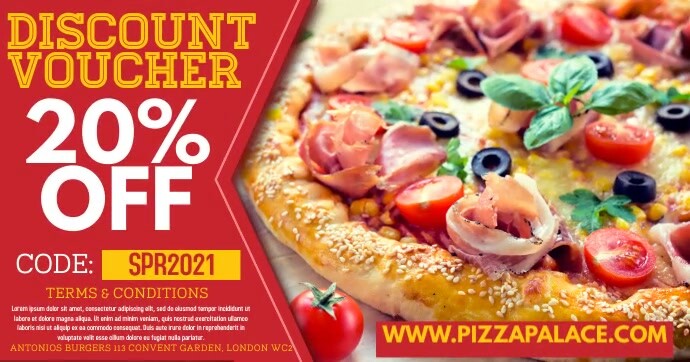 DISCOUNT
VOUCHER
20%
OFF
CODE: SPR2021
TERMS & CONDITIONS
Lorem ipsum dolor sit amet, consectetur adipiscing elit, sed do eiusmod tempor incididunt ut
labore et dolore magna aliqua. Ut enim ad minim veniam, quis nostrud exercitation ullamco
laboris nisi ut aliquip ex ea commodo consequat. Duis aute irure dolor in reprehenderit in
voluptate velit esse cillum dolore eu fugiat nulla pariatur.
ANTONIOS BURGERS 113 CONVENT GARDEN, LONDON WC2
WWW.PIZZAPALACE.COM